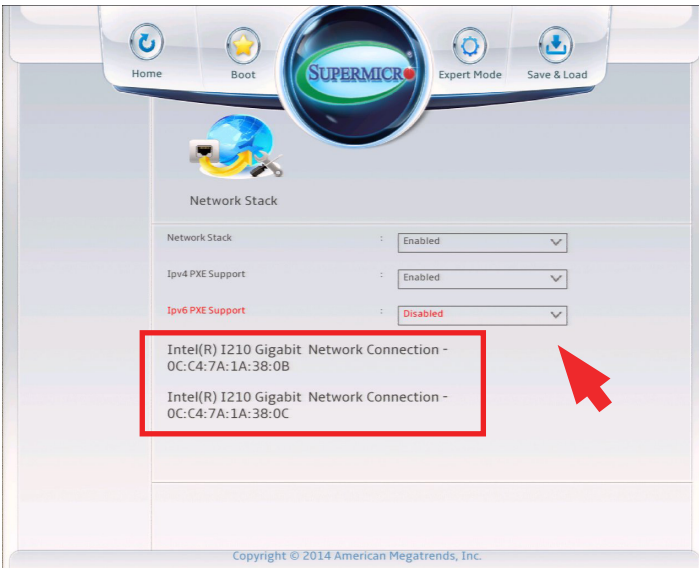 Home
Boot
SUPERMICRO
Expert Mode
Save & Load
Network Stack
Network Stack : Enabled
Ipv4 PXE Support : Enabled
Ipv6 PXE Support : Disabled
Intel(R) I210 Gigabit Network Connection -
0C:C4:7A:1A:38:0B
Intel(R) I210 Gigabit Network Connection -
0C:C4:7A:1A:38:0C
Copyright © 2014 American Megatrends, Inc.